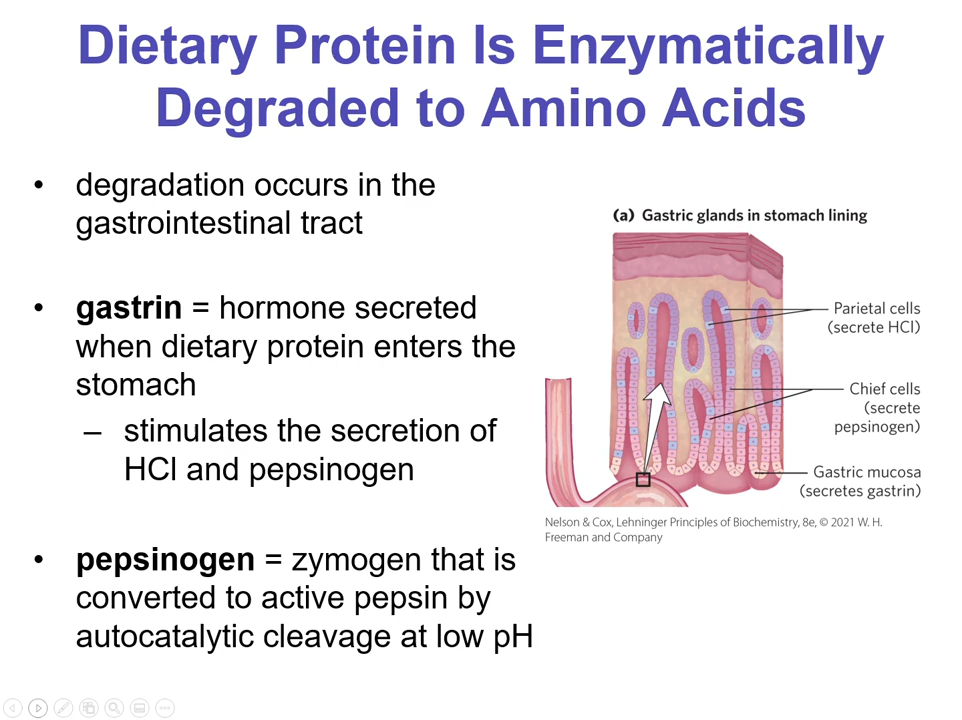 Dietary Protein Is Enzymatically
Degraded to Amino Acids
• degradation occurs in the
gastrointestinal tract
• gastrin = hormone secreted
when dietary protein enters the
stomach
– stimulates the secretion of
HCl and pepsinogen
• pepsinogen = zymogen that is
converted to active pepsin by
autocatalytic cleavage at low pH
(a) Gastric glands in stomach lining
Parietal cells
(secrete HCl)
Chief cells
(secrete
pepsinogen)
Gastric mucosa
(secretes gastrin)
Nelson & Cox, Lehninger Principles of Biochemistry, 8e, © 2021 W. H.
Freeman and Company